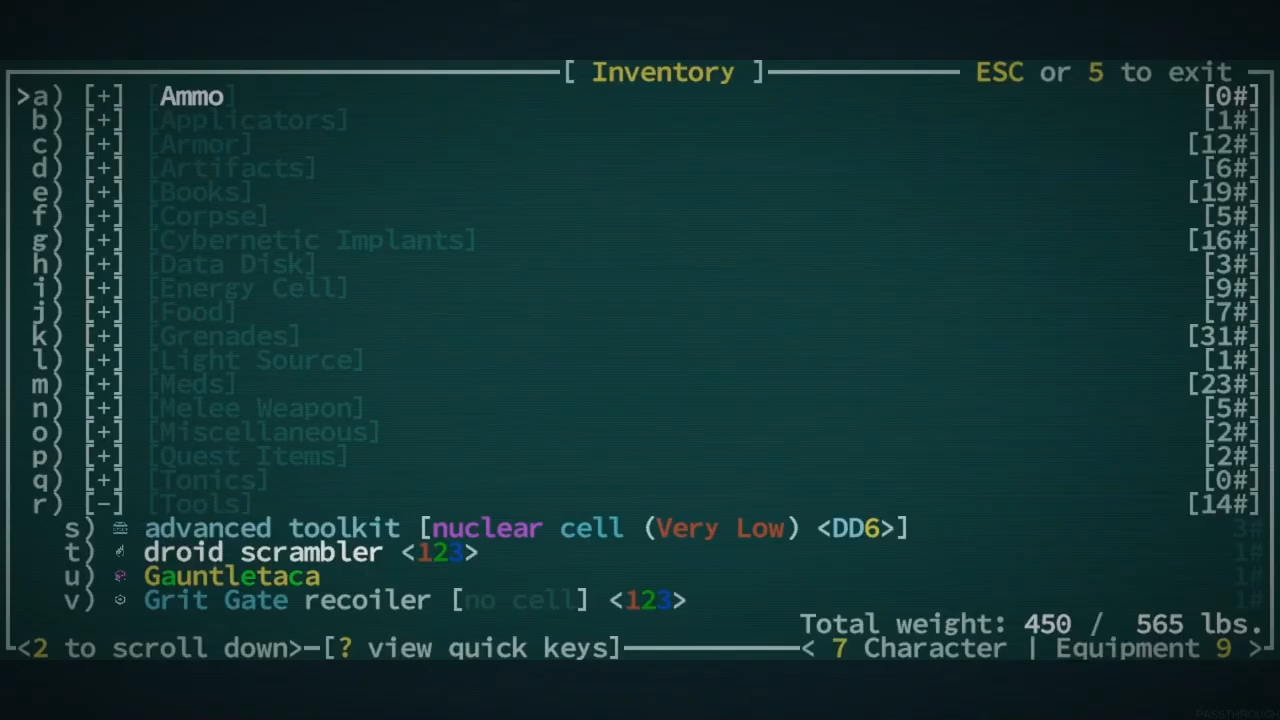 [ Inventory ] ESC or 5 to exit
>a) [+] [Ammo] [0#]
b) [+] [Applicators] [1#]
c) [+] [Armor] [12#]
d) [+] [Artifacts] [6#]
e) [+] [Books] [19#]
f) [+] [Corpse] [5#]
g) [+] [Cybernetic Implants] [16#]
h) [+] [Data Disk] [3#]
i) [+] [Energy Cell] [9#]
j) [+] [Food] [7#]
k) [+] [Grenades] [31#]
l) [+] [Light Source] [1#]
m) [+] [Meds] [23#]
n) [+] [Melee Weapon] [5#]
o) [+] [Miscellaneous] [2#]
p) [+] [Quest Items] [2#]
q) [+] [Tonics] [0#]
r) [-] [Tools] [14#]
s) advanced toolkit [nuclear cell (Very Low) <DD6>] 3#
t) droid scrambler <123> 1#
u) Gauntletaca 1#
v) Grit Gate recoiler [no cell] <123> 1#
Total weight: 450 / 565 lbs.
<2 to scroll down> [? view quick keys] < 7 Character | Equipment 9 >